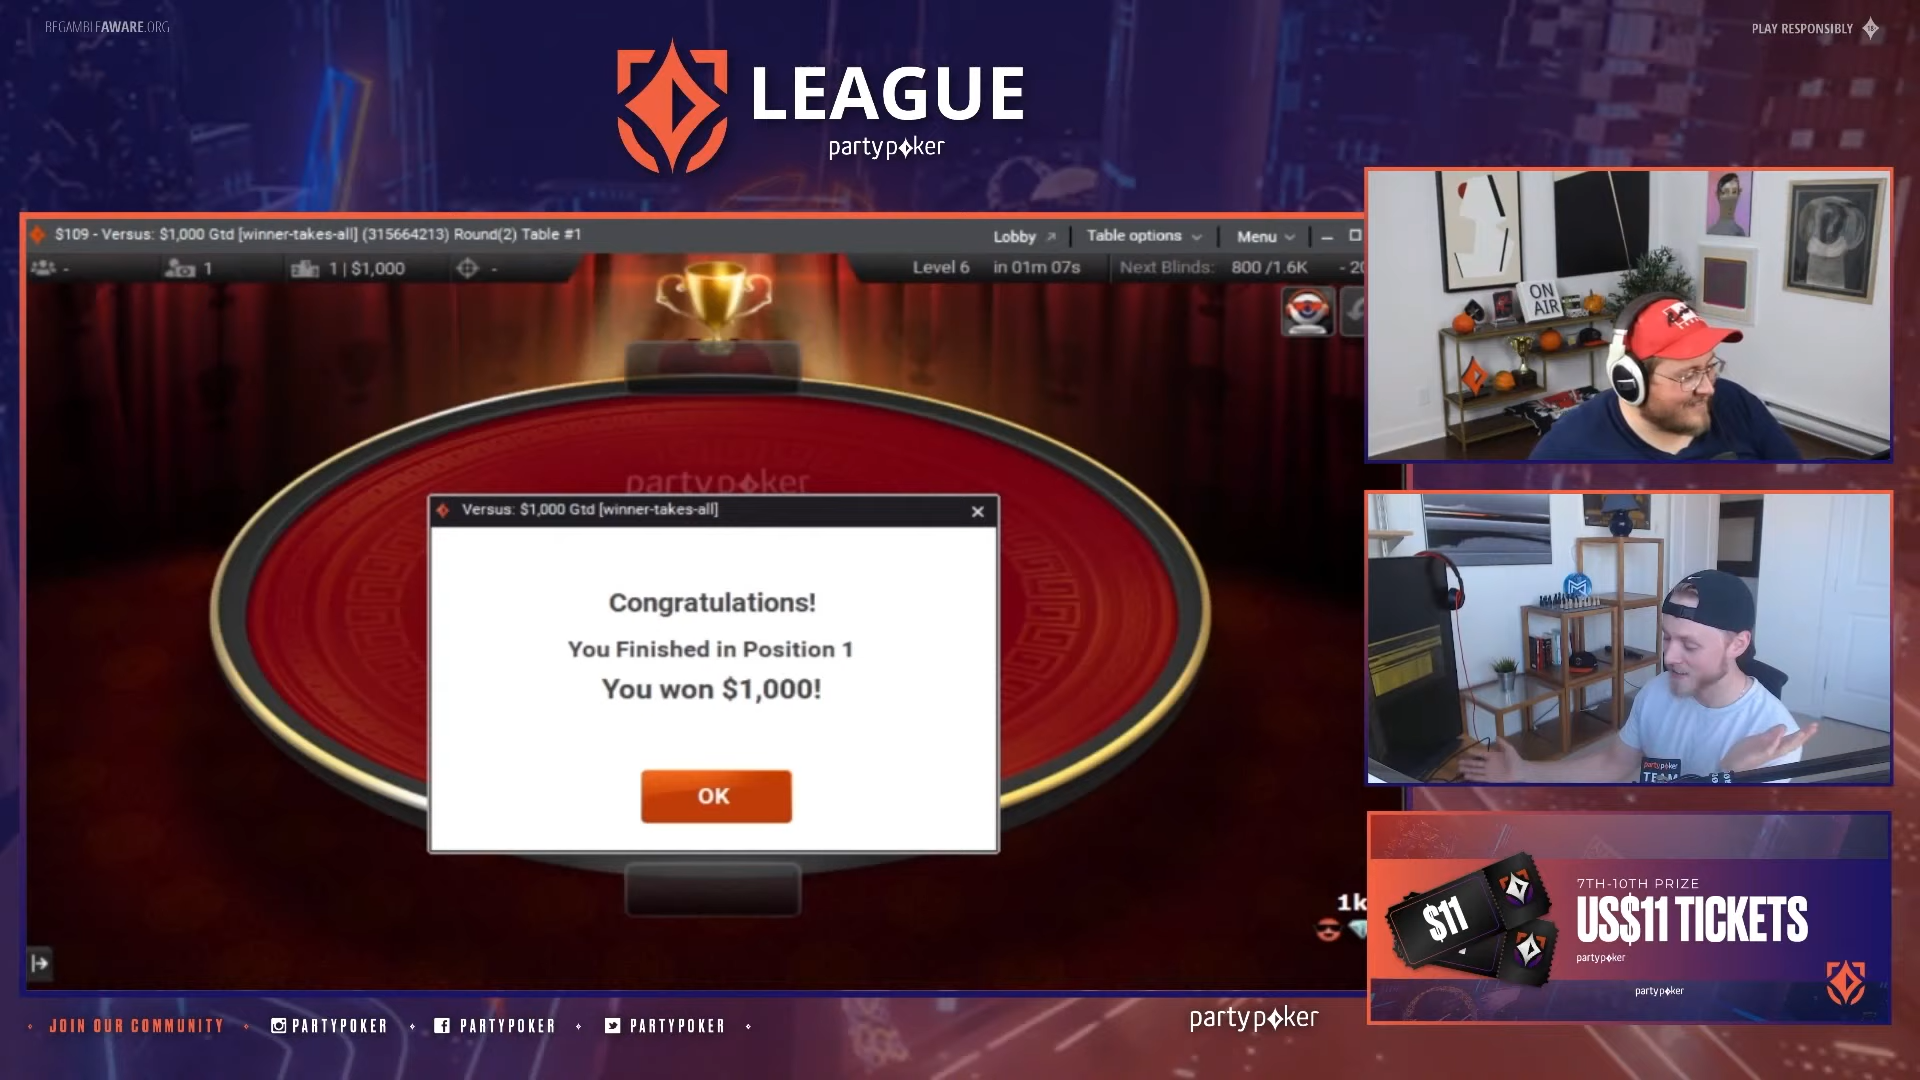 BEGAMBLEAWARE.ORG
PLAY RESPONSIBLY
LEAGUE
partypoker
$109 - Versus: $1,000 Gtd [winner-takes-all] (315664213) Round(2) Table #1
Lobby
Table options
Menu
-
1
1 | $1,000
-
Level 6
in 01m 07s
Next Blinds:
800 /1.6K
ON
AIR
partypoker
Versus: $1,000 Gtd [winner-takes-all]
Congratulations!
You Finished in Position 1
You won $1,000!
OK
partypoker
TEAM
1k
$11
7TH-10TH PRIZE
US$11 TICKETS
partypoker
partypoker
JOIN OUR COMMUNITY
PARTYPOKER
PARTYPOKER
PARTYPOKER
partypoker